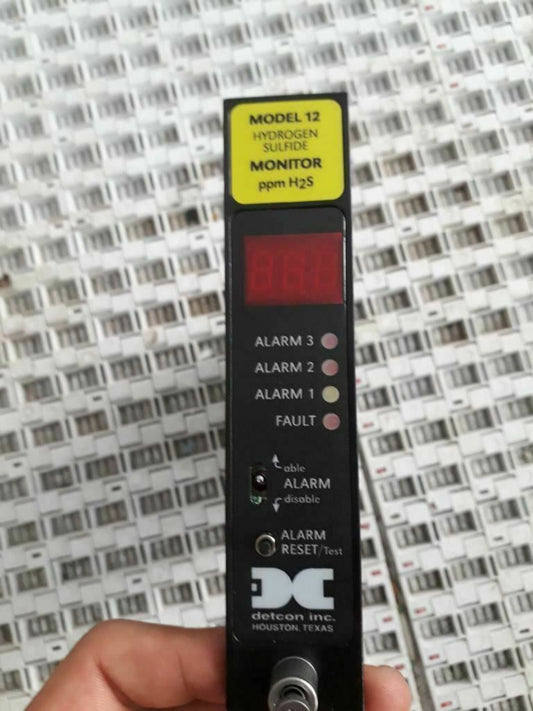 MODEL 12
HYDROGEN
SULFIDE
MONITOR
ppm H2S
ALARM 3
ALARM 2
ALARM 1
FAULT
able
ALARM
disable
ALARM
RESET/Test
detcon inc.
HOUSTON, TEXAS